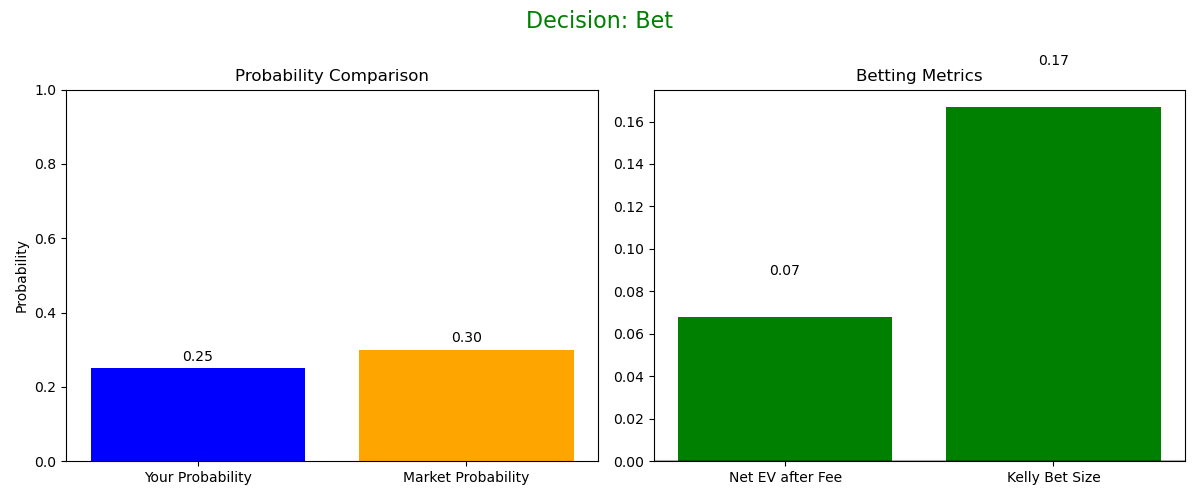 Decision: Bet
Probability Comparison
1.0
0.8
0.6
0.4
0.2
0.0
Probability
0.25
0.30
Your Probability
Market Probability
Betting Metrics
0.17
0.16
0.14
0.12
0.10
0.08
0.06
0.04
0.02
0.00
0.07
Net EV after Fee
Kelly Bet Size